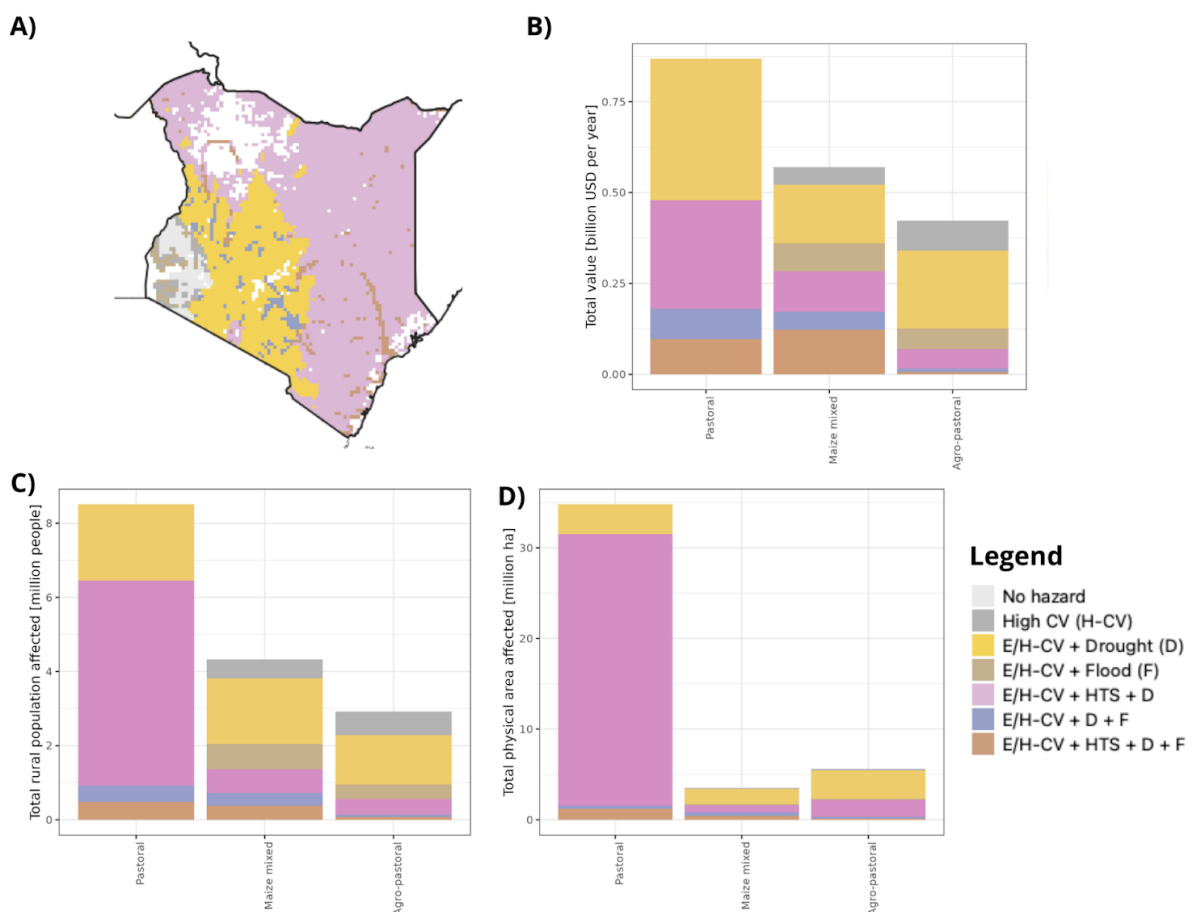 A)
B)
Total value [billion USD per year]
0.75
0.50
0.25
0.00
Pastoral
Maize mixed
Agro-pastoral
C)
Total rural population affected [million people]
8
6
4
2
0
Pastoral
Maize mixed
Agro-pastoral
D)
Total physical area affected [million ha]
30
20
10
0
Pastoral
Maize mixed
Agro-pastoral
Legend
No hazard
High CV (H-CV)
E/H-CV + Drought (D)
E/H-CV + Flood (F)
E/H-CV + HTS + D
E/H-CV + D + F
E/H-CV + HTS + D + F